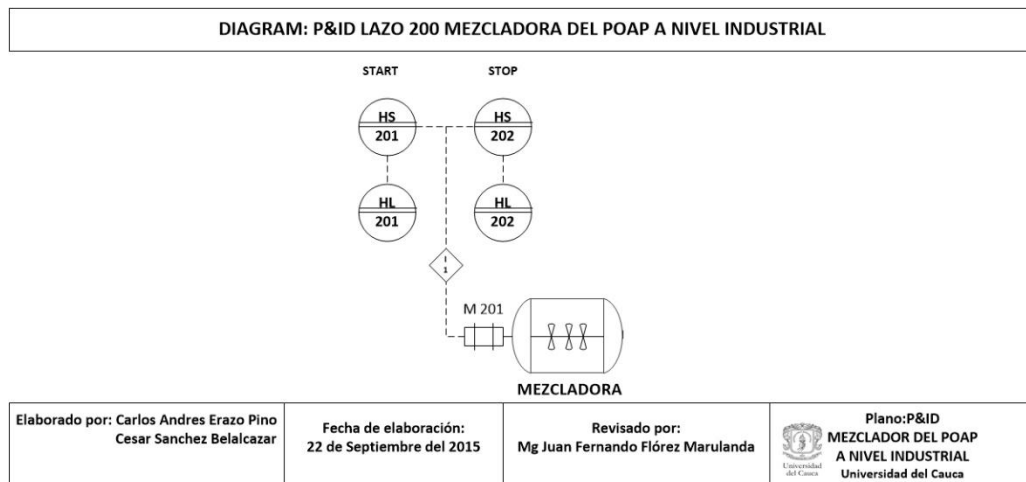 DIAGRAM: P&ID LAZO 200 MEZCLADORA DEL POAP A NIVEL INDUSTRIAL
START
STOP
HS
201
HS
202
HL
201
HL
202
1
M 201
MEZCLADORA
Elaborado por: Carlos Andres Erazo Pino
Cesar Sanchez Belalcazar
Fecha de elaboración:
22 de Septiembre del 2015
Revisado por:
Mg Juan Fernando Flórez Marulanda
Universidad
del Cauca
Plano:P&ID
MEZCLADOR DEL POAP
A NIVEL INDUSTRIAL
Universidad del Cauca